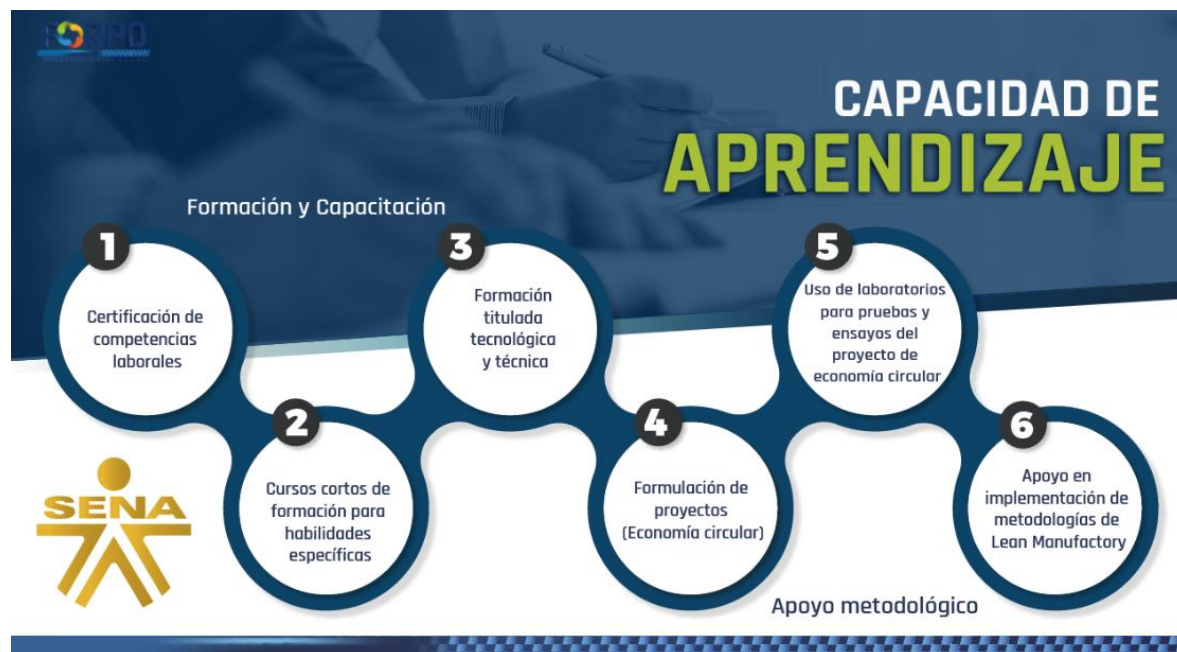 FORPO
CAPACIDAD DE
APRENDIZAJE
Formación y Capacitación
1
Certificación de
competencias
laborales
2
Cursos cortos de
formación para
habilidades
específicas
3
Formación
titulada
tecnológica
y técnica
4
Formulación de
proyectos
(Economía circular)
5
Uso de laboratorios
para pruebas y
ensayos del
proyecto de
economía circular
6
Apoyo en
implementación de
metodologías de
Lean Manufactory
SENA
Apoyo metodológico